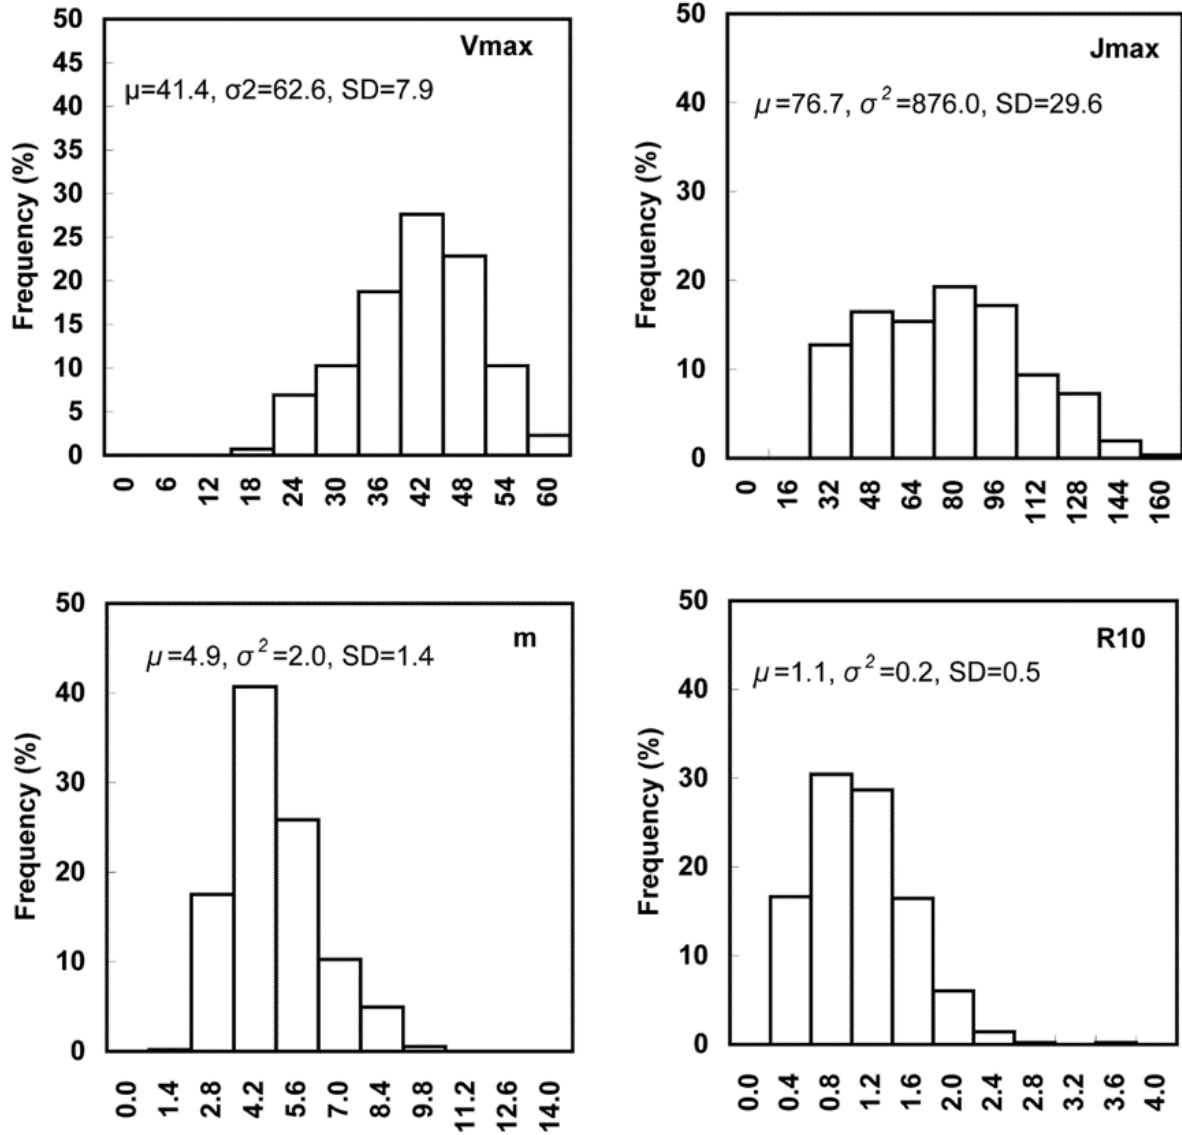 Vmax
μ=41.4, σ2=62.6, SD=7.9
Frequency (%)
50
45
40
35
30
25
20
15
10
5
0
0 6 12 18 24 30 36 42 48 54 60
Jmax
μ=76.7, σ²=876.0, SD=29.6
Frequency (%)
50
40
30
20
10
0
0 16 32 48 64 80 96 112 128 144 160
m
μ=4.9, σ²=2.0, SD=1.4
Frequency (%)
50
40
30
20
10
0
0.0 1.4 2.8 4.2 5.6 7.0 8.4 9.8 11.2 12.6 14.0
R10
μ=1.1, σ²=0.2, SD=0.5
Frequency (%)
50
40
30
20
10
0
0.0 0.4 0.8 1.2 1.6 2.0 2.4 2.8 3.2 3.6 4.0